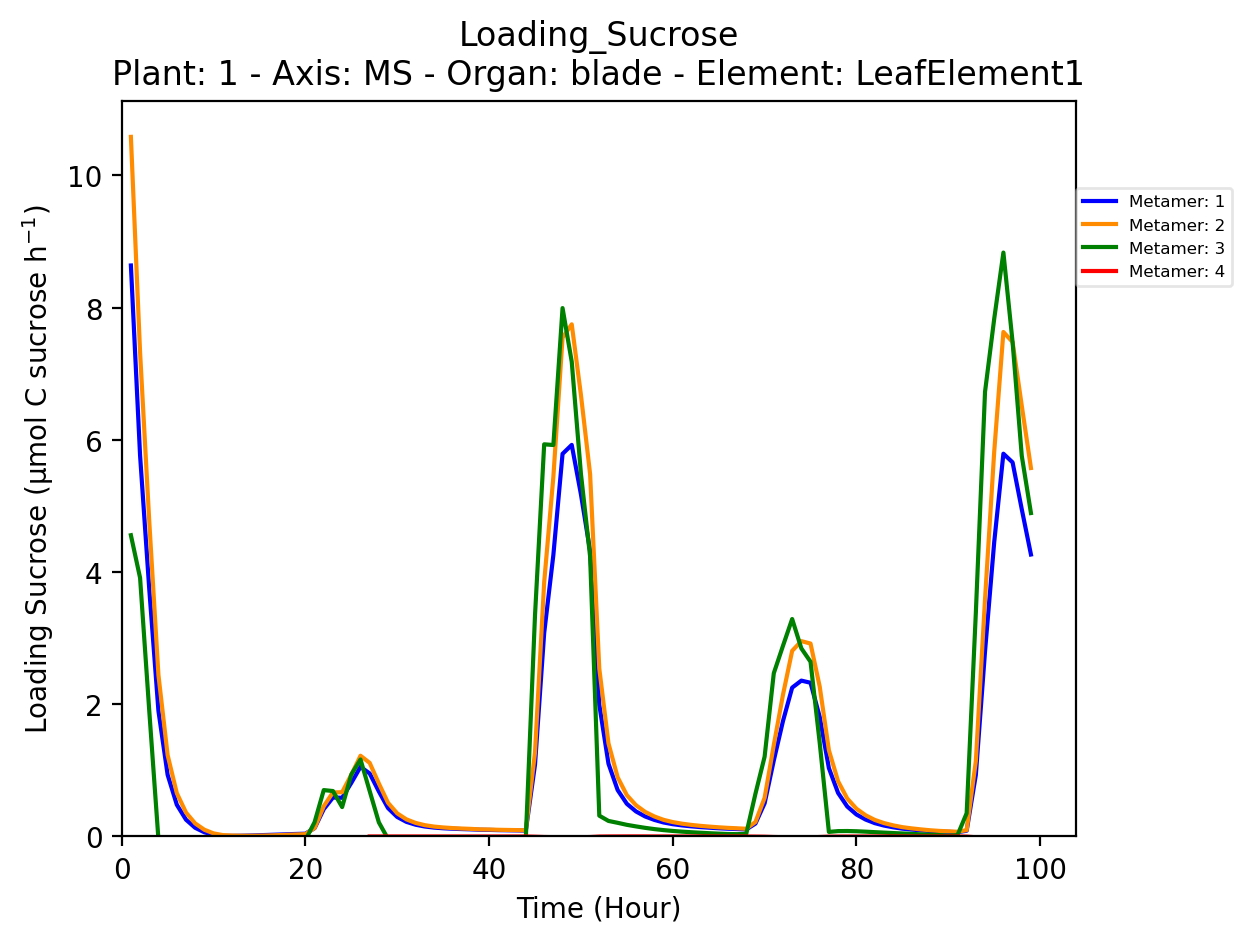 Loading_Sucrose
Plant: 1 - Axis: MS - Organ: blade - Element: LeafElement1
Loading Sucrose (µmol C sucrose h⁻¹)
10
8
6
4
2
0
Metamer: 1
Metamer: 2
Metamer: 3
Metamer: 4
0 20 40 60 80 100
Time (Hour)